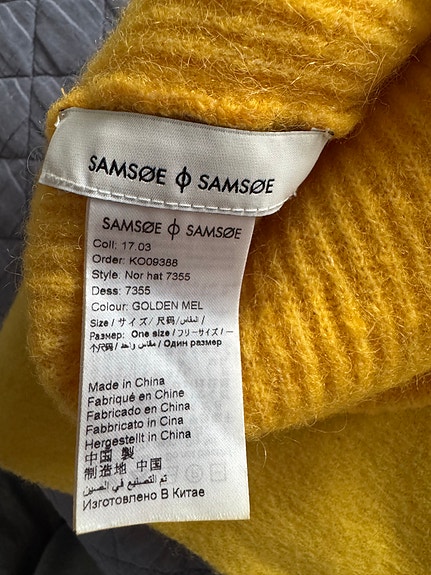 SAMSØE ɸ SAMSØE
SAMSØE ɸ SAMSØE
Coll: 17.03
Order: KO09388
Style: Nor hat 7355
Dess: 7355
Colour: GOLDEN MEL
Size / サイズ / 尺码 / المقاس /
Размер: One size / フリーサイズ / 一
个尺码 / مقاس واحد / Один размер
Made in China
Fabriqué en Chine
Fabricado en China
Fabbricato in Cina
Hergestellt in China
中国 製
制造地 中国
تم التصنيع في الصين
Изготовлено В Китае